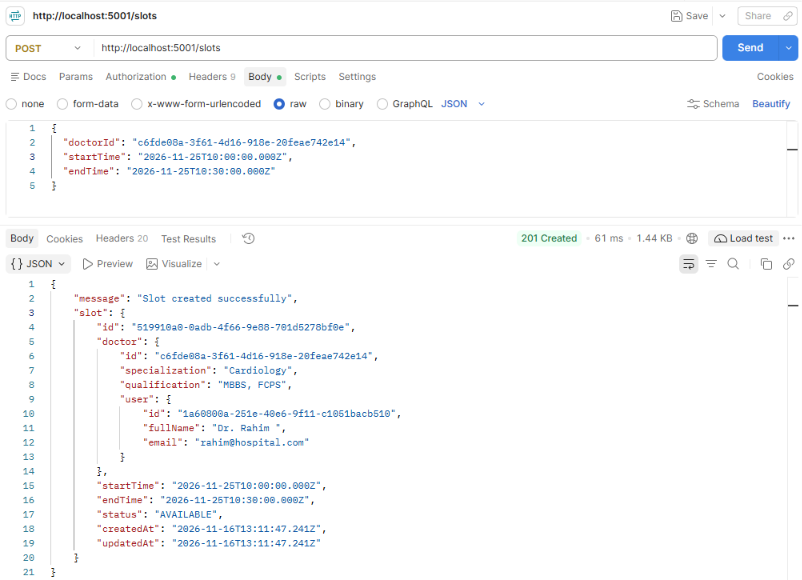 HTTP http://localhost:5001/slots Save Share
POST http://localhost:5001/slots Send
Docs Params Authorization Headers 9 Body Scripts Settings Cookies
none form-data x-www-form-urlencoded raw binary GraphQL JSON Schema Beautify
1 {
2 "doctorId": "c6fde08a-3f61-4d16-918e-20feae742e14",
3 "startTime": "2026-11-25T10:00:00.000Z",
4 "endTime": "2026-11-25T10:30:00.000Z"
5 }
Body Cookies Headers 20 Test Results 201 Created 61 ms 1.44 KB Load test
{} JSON Preview Visualize
1 {
2 "message": "Slot created successfully",
3 "slot": {
4 "id": "519910a0-0adb-4f66-9e88-701d5278bf0e",
5 "doctor": {
6 "id": "c6fde08a-3f61-4d16-918e-20feae742e14",
7 "specialization": "Cardiology",
8 "qualification": "MBBS, FCPS",
9 "user": {
10 "id": "1a60800a-251e-40e6-9f11-c1051bacb510",
11 "fullName": "Dr. Rahim ",
12 "email": "rahim@hospital.com"
13 }
14 },
15 "startTime": "2026-11-25T10:00:00.000Z",
16 "endTime": "2026-11-25T10:30:00.000Z",
17 "status": "AVAILABLE",
18 "createdAt": "2026-11-16T13:11:47.241Z",
19 "updatedAt": "2026-11-16T13:11:47.241Z"
20 }
21 }